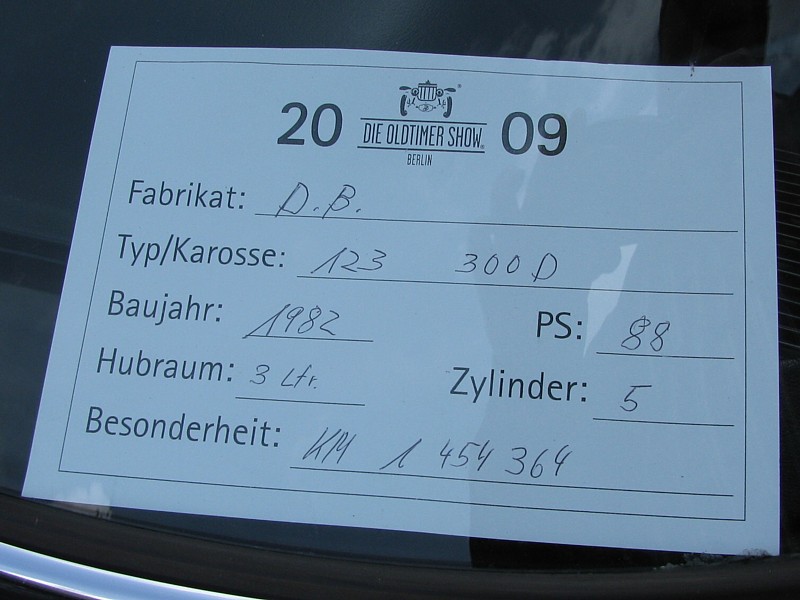 20 DIE OLDTIMER SHOW® 09
BERLIN
Fabrikat: D.B.
Typ/Karosse: 123 300D
Baujahr: 1982 PS: 88
Hubraum: 3 Ltr. Zylinder: 5
Besonderheit: KM 1 454 364